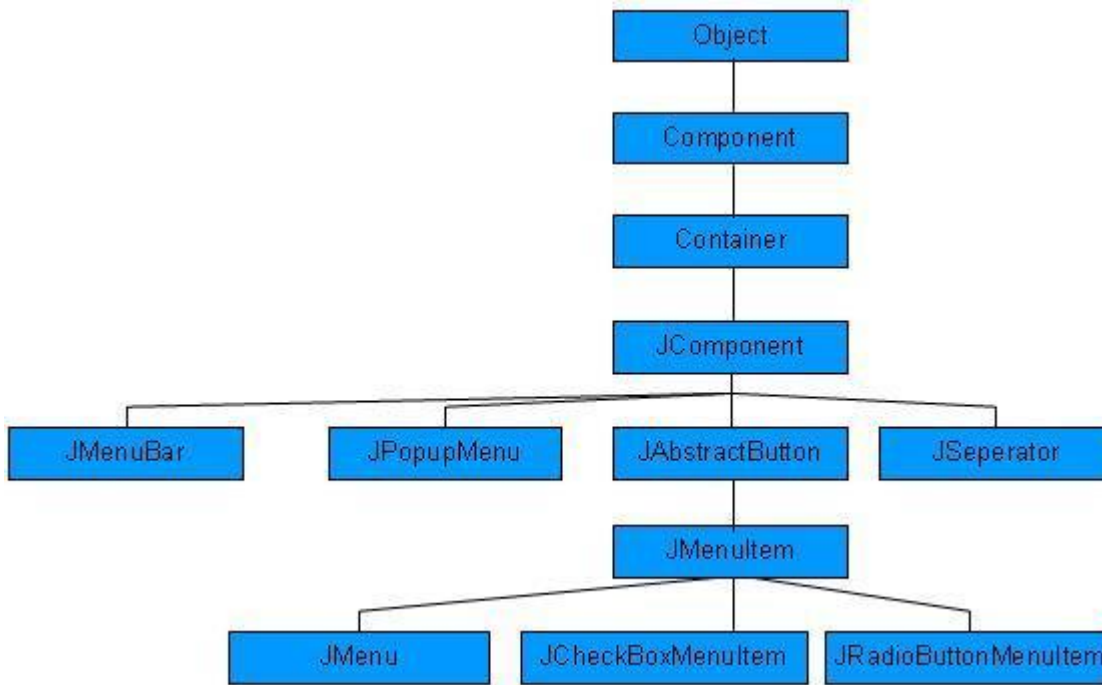 Object
Component
Container
JComponent
JMenuBar
JPopupMenu
JAbstractButton
JSeperator
JMenuItem
JMenu
JCheckBoxMenuItem
JRadioButtonMenuItem